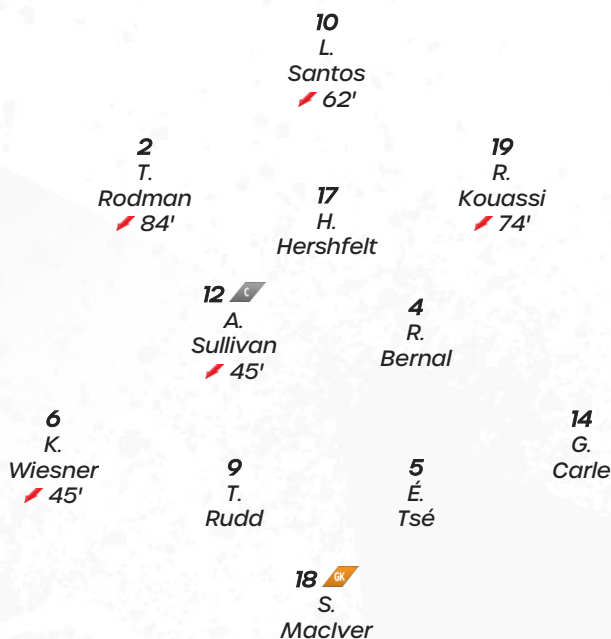 10
L.
Santos
62'
2
T.
Rodman
84'
19
R.
Kouassi
74'
17
H.
Hershfelt
12 C
A.
Sullivan
45'
4
R.
Bernal
6
K.
Wiesner
45'
14
G.
Carle
9
T.
Rudd
5
É.
Tsé
18 GK
S.
MacIver